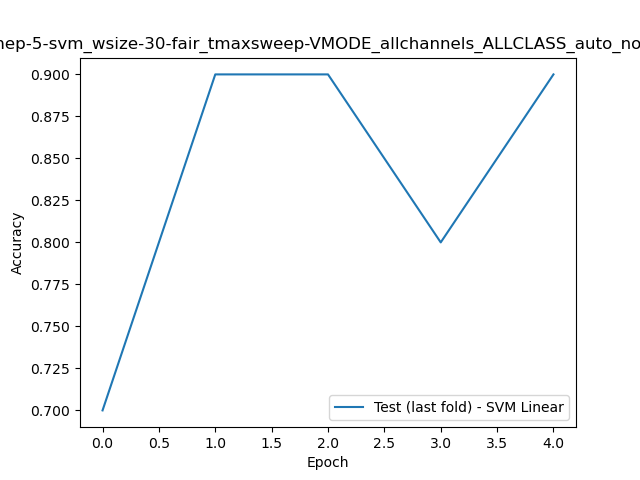 nep-5-svm_wsize-30-fair_tmaxsweep-VMODE_allchannels_ALLCLASS_auto_no
0.900
0.875
0.850
0.825
0.800
0.775
0.750
0.725
0.700
Accuracy
Test (last fold) - SVM Linear
0.0 0.5 1.0 1.5 2.0 2.5 3.0 3.5 4.0
Epoch